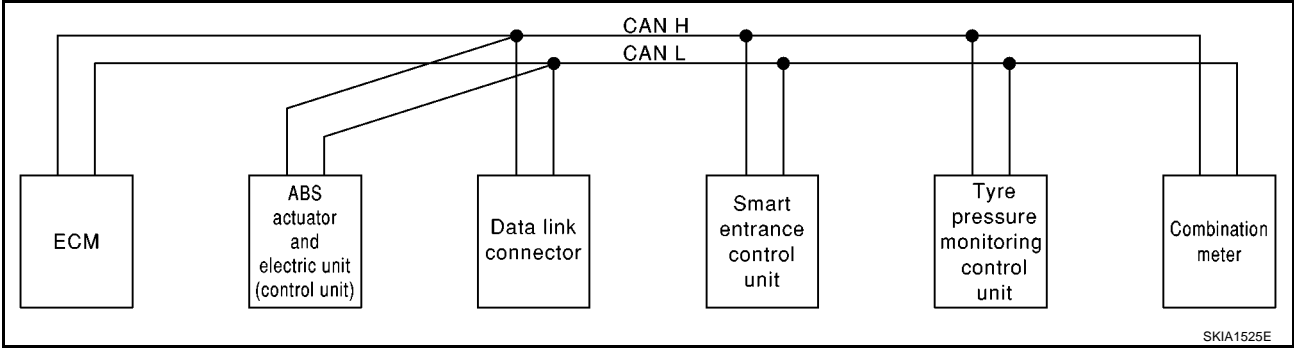 CAN H
CAN L
ECM
ABS
actuator
and
electric unit
(control unit)
Data link
connector
Smart
entrance
control
unit
Tyre
pressure
monitoring
control
unit
Combination
meter
SKIA1525E